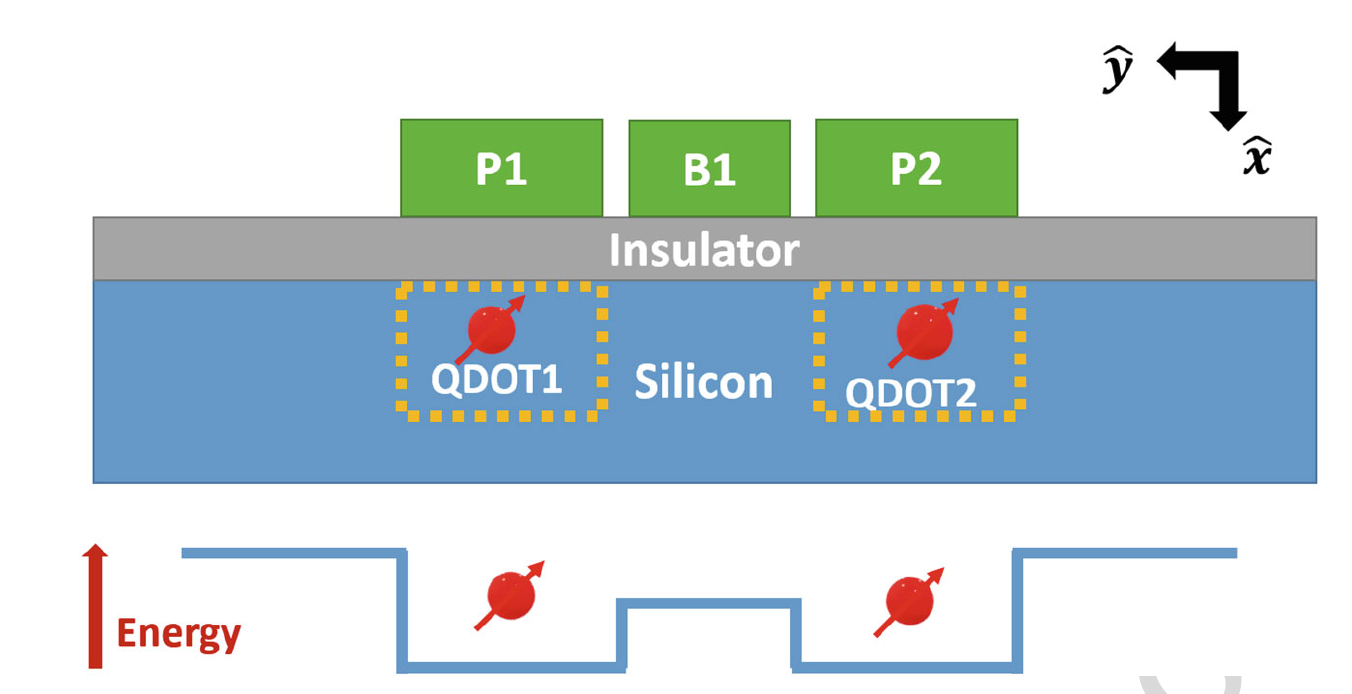 ŷ
x̂
P1
B1
P2
Insulator
QDOT1
Silicon
QDOT2
Energy